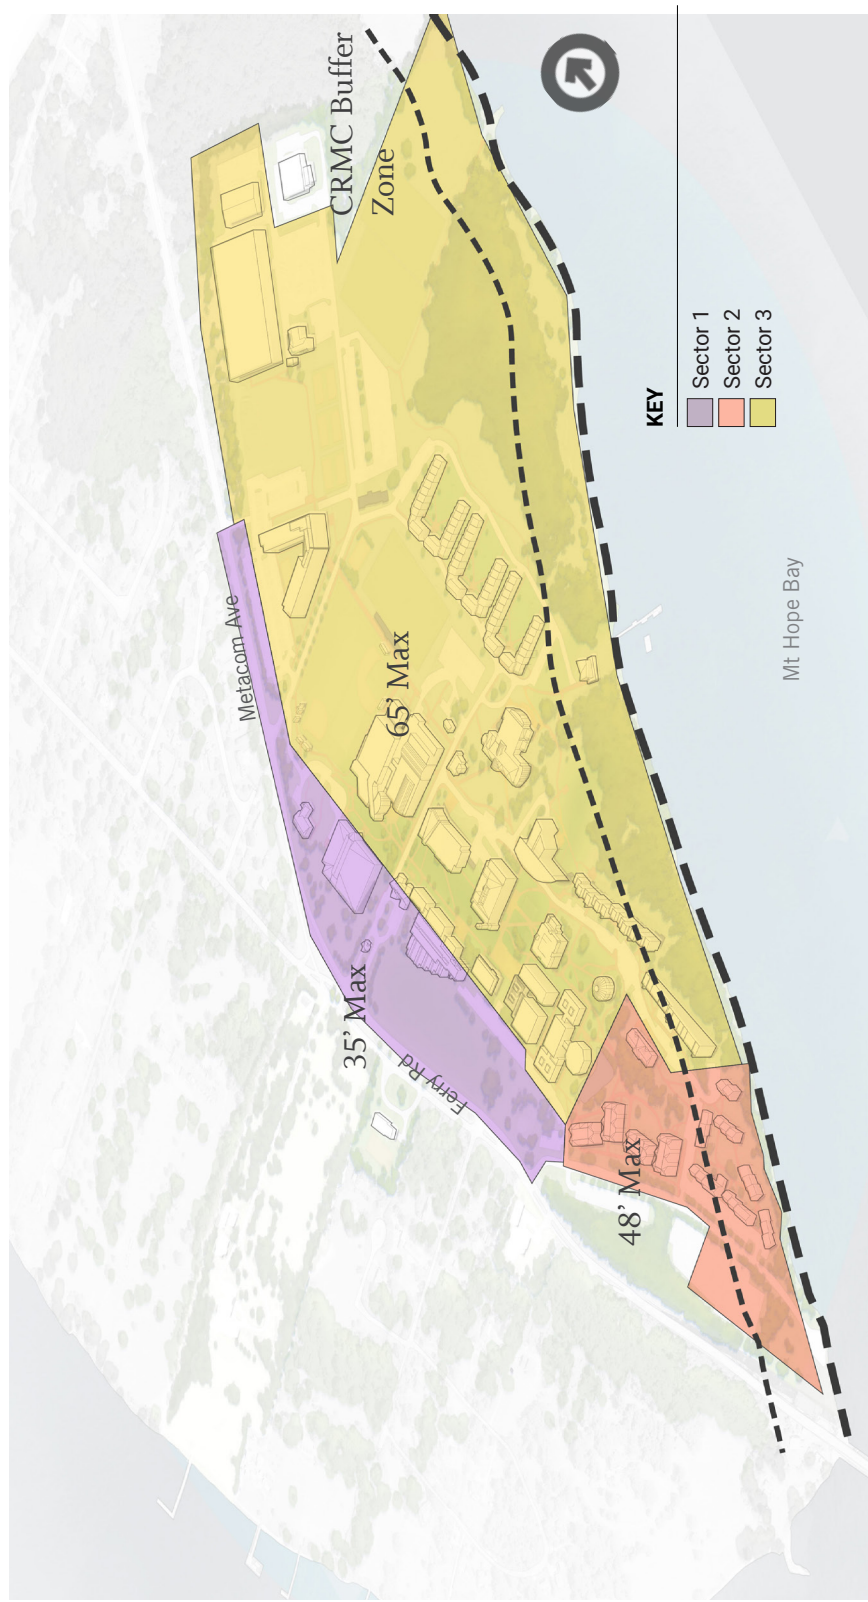 CRMC Buffer
Zone
Metacom Ave
65' Max
35' Max
Ferry Rd
48' Max
Mt Hope Bay
KEY
Sector 1
Sector 2
Sector 3